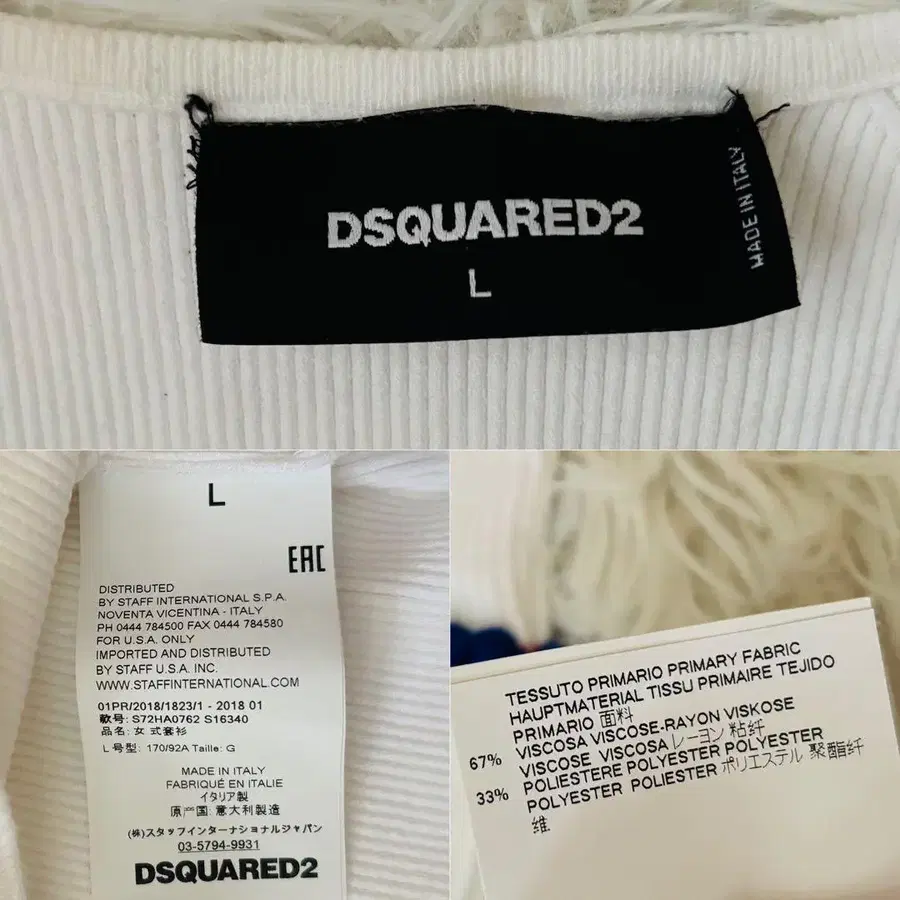 DSQUARED2
L
MADE IN ITALY
L
EAC
DISTRIBUTED
BY STAFF INTERNATIONAL S.P.A.
NOVENTA VICENTINA - ITALY
PH 0444 784500 FAX 0444 784580
FOR U.S.A. ONLY
IMPORTED AND DISTRIBUTED
BY STAFF U.S.A. INC.
WWW.STAFFINTERNATIONAL.COM
01PR/2018/1823/1 - 2018 01
款号: S72HA0762 S16340
品名: 女 式套衫
L 号型: 170/92A Taille: G
MADE IN ITALY
FABRIQUÉ EN ITALIE
イタリア製
原产国: 意大利製造
(株)スタッフインターナショナルジャパン
03-5794-9931
DSQUARED2
TESSUTO PRIMARIO PRIMARY FABRIC
HAUPTMATERIAL TISSU PRIMAIRE TEJIDO
PRIMARIO 面料
67% VISCOSA VISCOSE-RAYON VISKOSE
VISCOSE VISCOSA レーヨン 粘纤
33% POLIESTERE POLYESTER POLYESTER
POLYESTER POLIESTER ポリエステル 聚酯纤
维